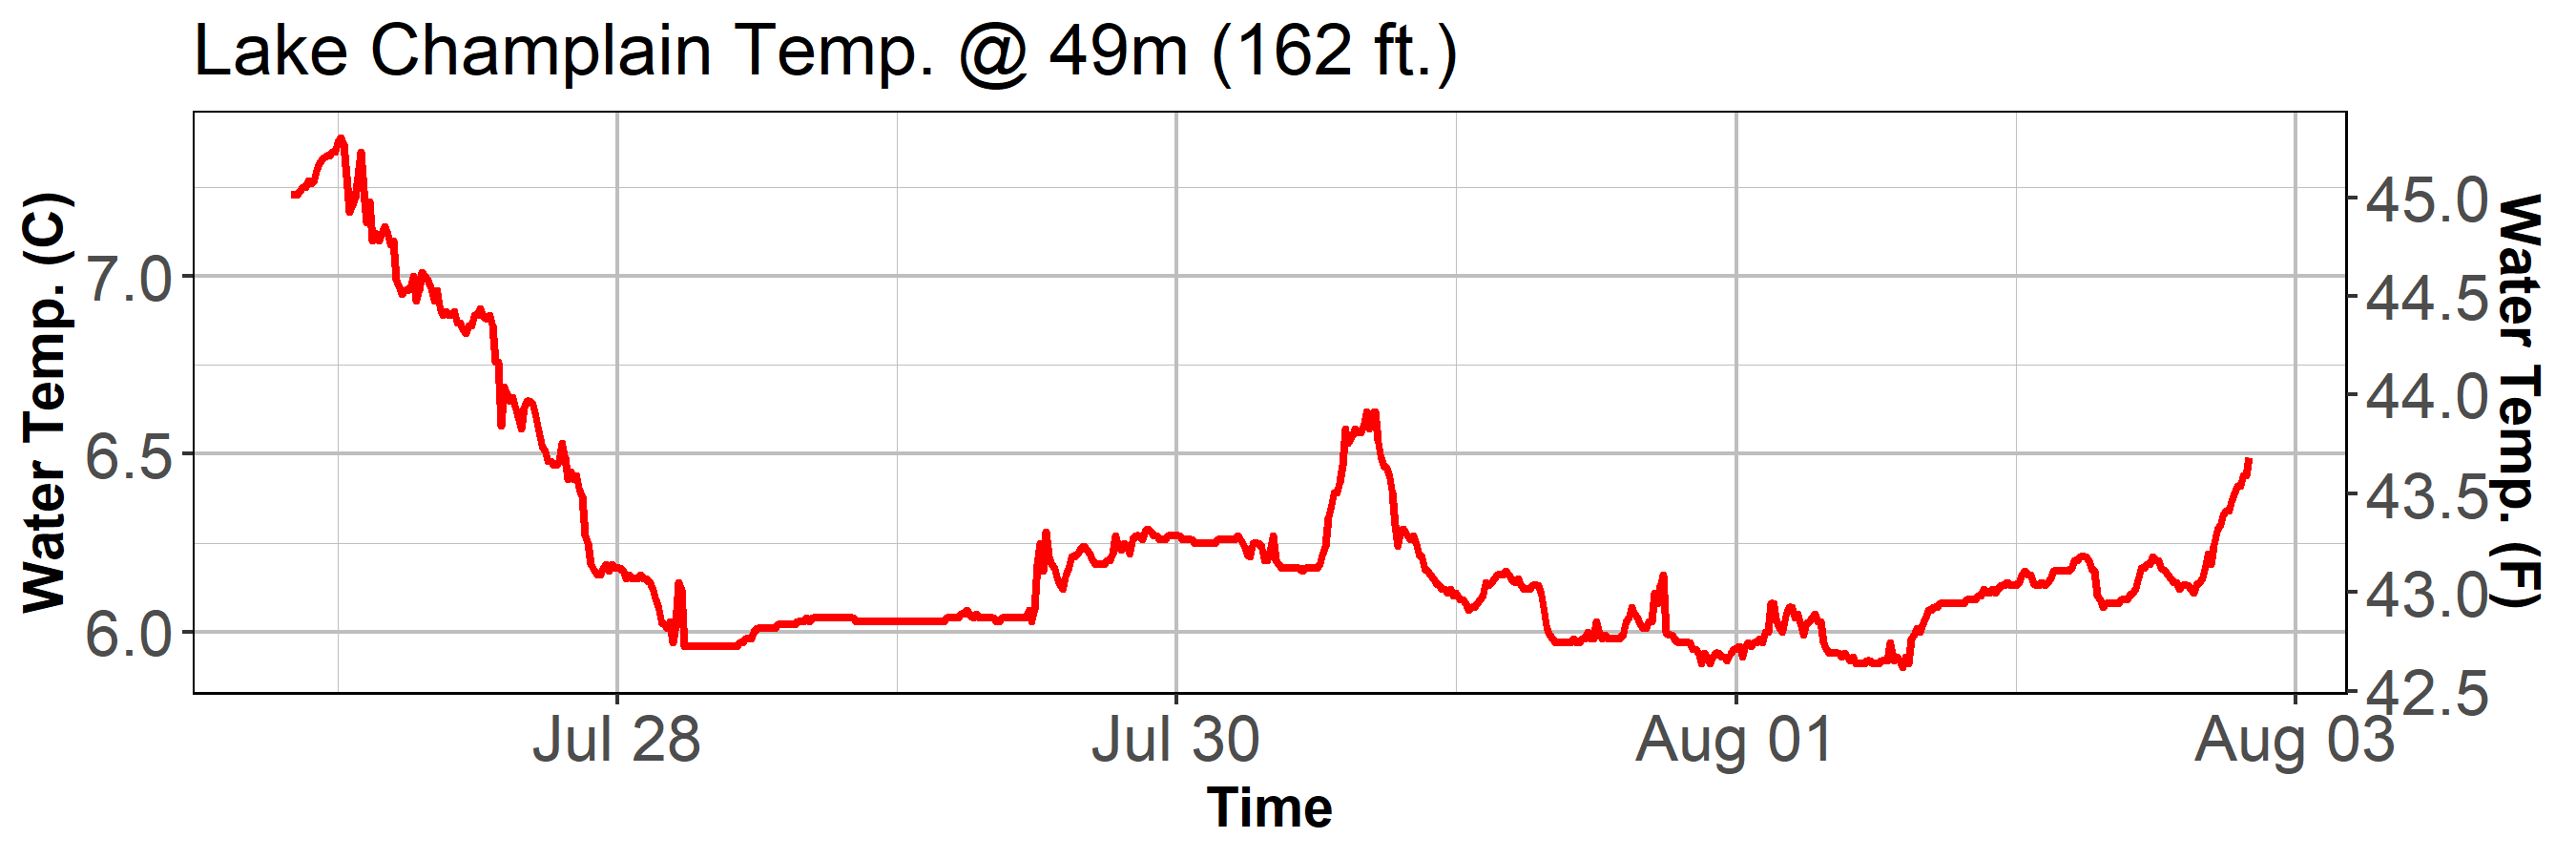 Lake Champlain Temp. @ 49m (162 ft.)
Water Temp. (C)
7.0
6.5
6.0
45.0
44.5
44.0
43.5
43.0
42.5
Water Temp. (F)
Jul 28
Jul 30
Aug 01
Aug 03
Time